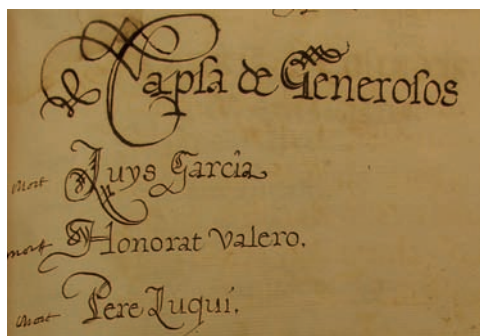 Capsa de Generosos
mort Luys Garcia
mort Honorat Valero.
mort Pere Luqui.